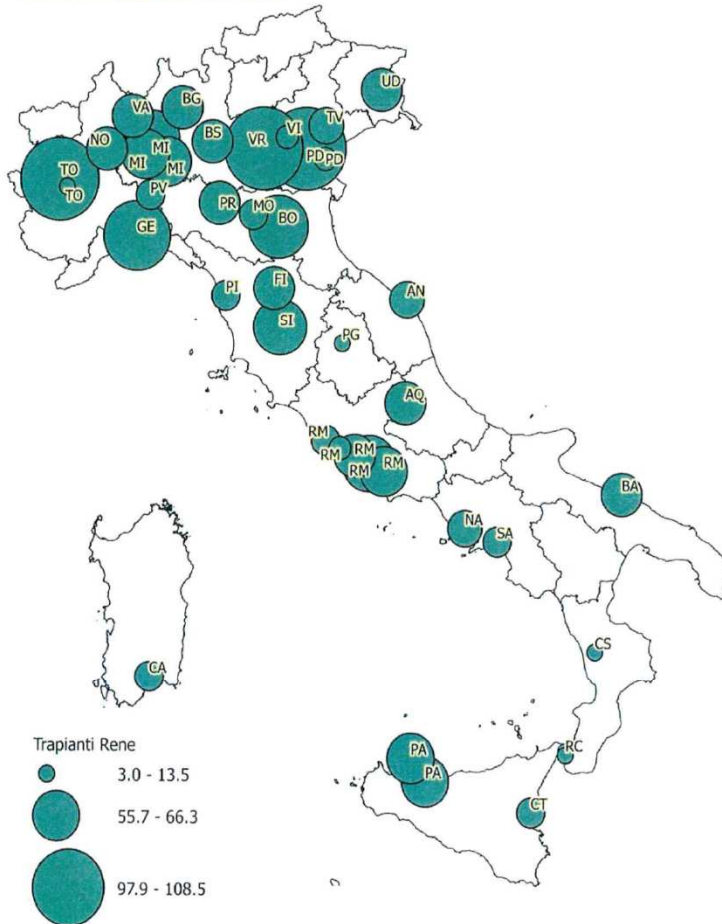 UD
BG
VA
TV
BS
VR
VI
NO
MI
MI
MI
PD
PD
TO
TO
PV
PR
MO
BO
GE
FI
PI
AN
SI
PG
AQ
RM
RM
RM
RM
RM
BA
NA
SA
CS
CA
RC
PA
PA
CT
Trapianti Rene
3.0 - 13.5
55.7 - 66.3
97.9 - 108.5